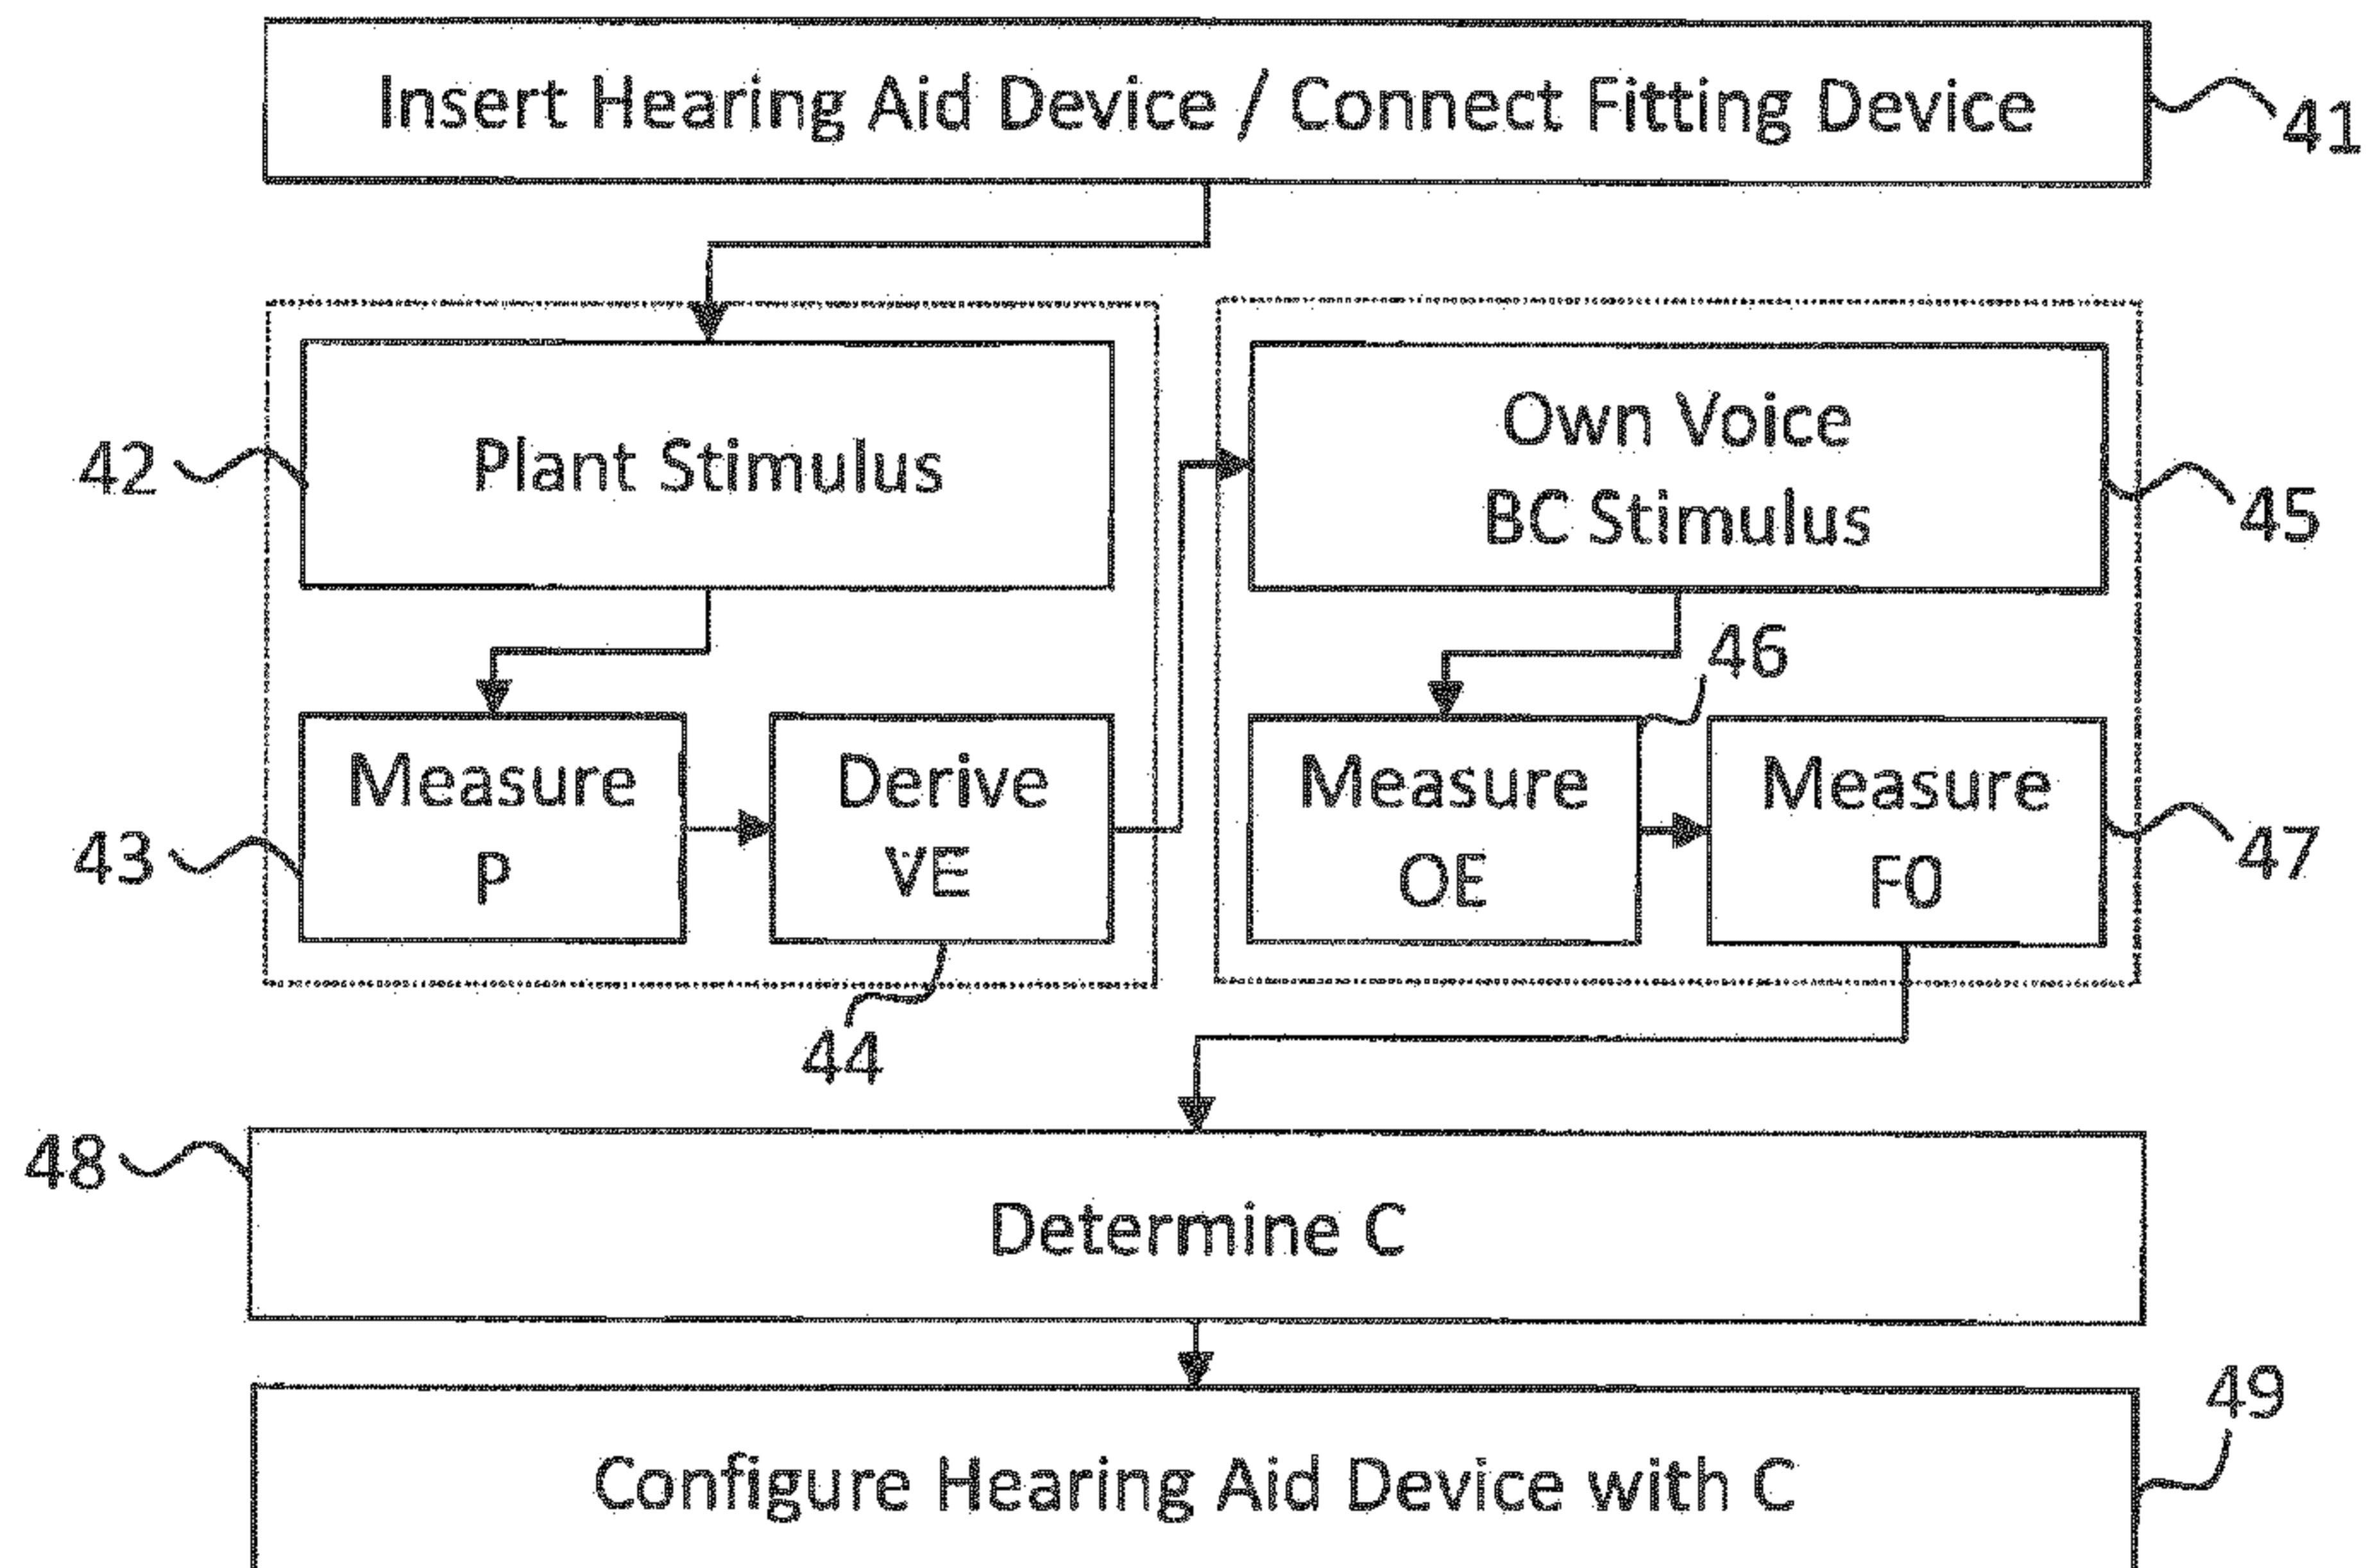 Insert Hearing Aid Device / Connect Fitting Device
41
42
Plant Stimulus
Own Voice
BC Stimulus
45
46
43
Measure
P
Derive
VE
Measure
OE
Measure
F0
47
44
48
Determine C
49
Configure Hearing Aid Device with C